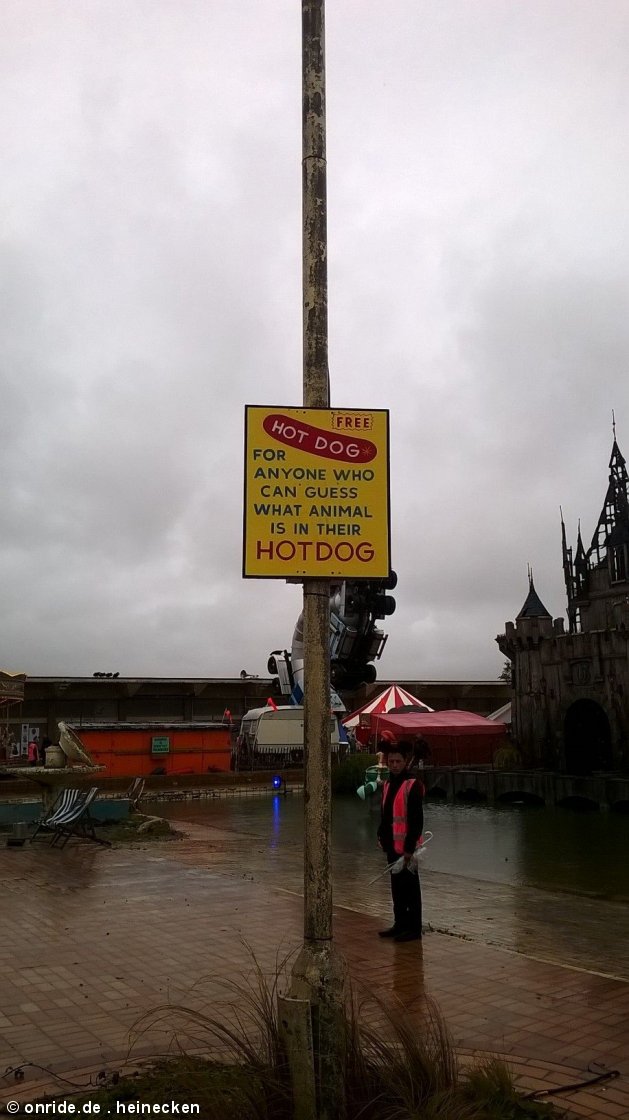 FREE
HOT DOG*
FOR
ANYONE WHO
CAN GUESS
WHAT ANIMAL
IS IN THEIR
HOTDOG
© onride.de . heinecken